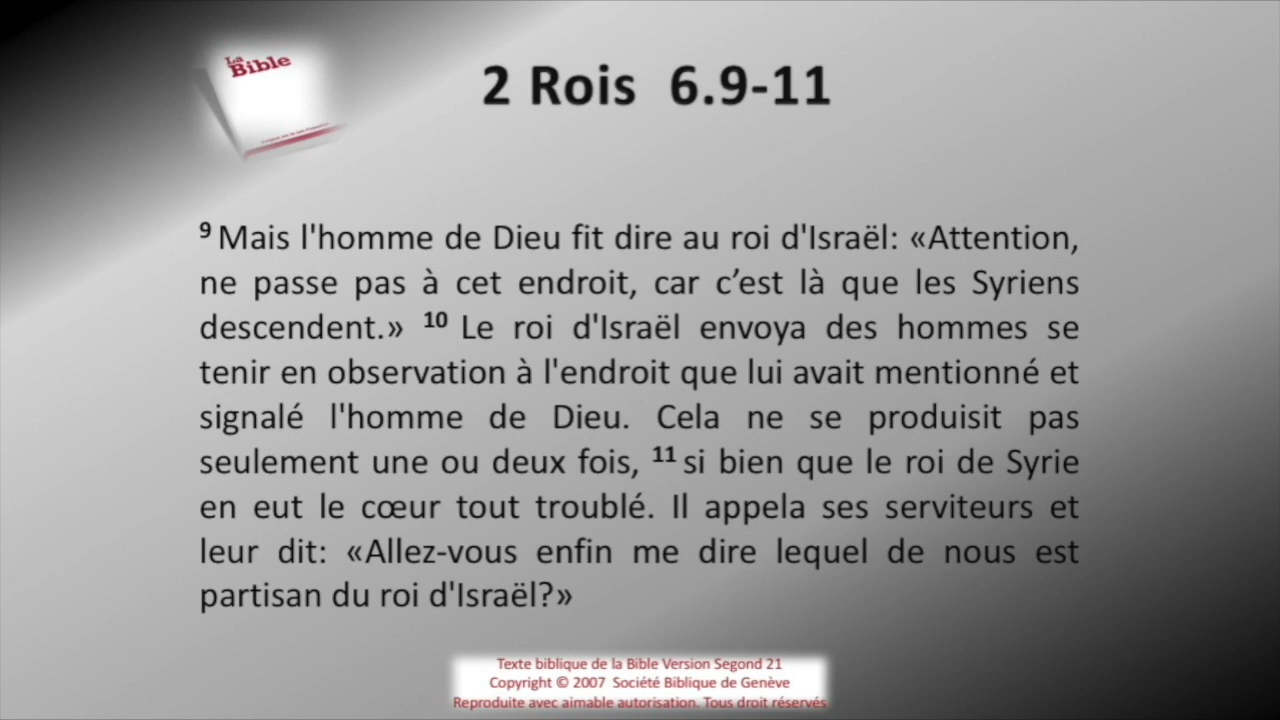 La
Bible
2 Rois 6.9-11
9 Mais l'homme de Dieu fit dire au roi d'Israël: «Attention,
ne passe pas à cet endroit, car c’est là que les Syriens
descendent.» 10 Le roi d'Israël envoya des hommes se
tenir en observation à l'endroit que lui avait mentionné et
signalé l'homme de Dieu. Cela ne se produisit pas
seulement une ou deux fois, 11 si bien que le roi de Syrie
en eut le cœur tout troublé. Il appela ses serviteurs et
leur dit: «Allez-vous enfin me dire lequel de nous est
partisan du roi d'Israël?»
Texte biblique de la Bible Version Segond 21
Copyright © 2007 Société Biblique de Genève
Reproduite avec aimable autorisation. Tous droit réservés